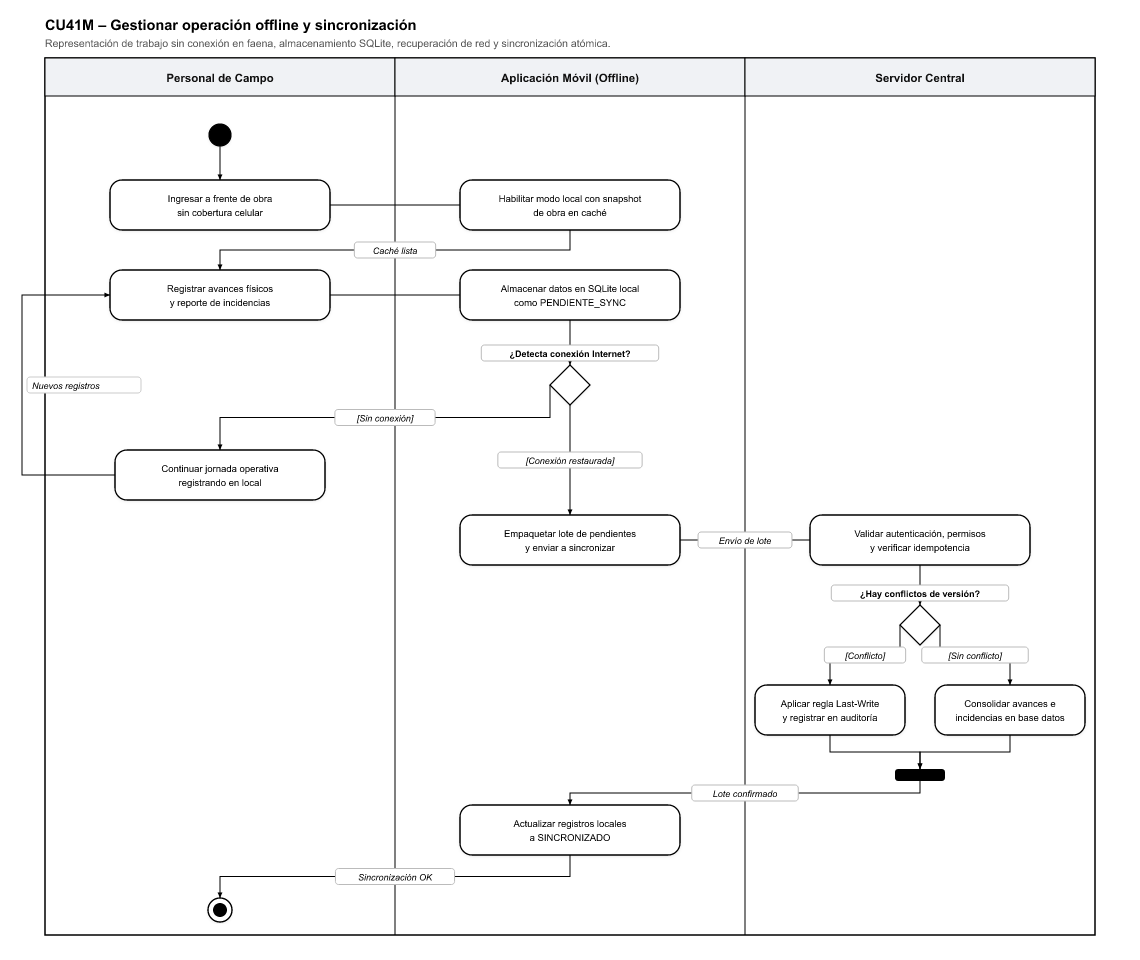 CU41M – Gestionar operación offline y sincronización
Representación de trabajo sin conexión en faena, almacenamiento SQLite, recuperación de red y sincronización atómica.
Personal de Campo
Aplicación Móvil (Offline)
Servidor Central
Ingresar a frente de obra
sin cobertura celular
Habilitar modo local con snapshot
de obra en caché
Caché lista
Registrar avances físicos
y reporte de incidencias
Almacenar datos en SQLite local
como PENDIENTE_SYNC
¿Detecta conexión Internet?
Nuevos registros
[Sin conexión]
Continuar jornada operativa
registrando en local
[Conexión restaurada]
Empaquetar lote de pendientes
y enviar a sincronizar
Envío de lote
Validar autenticación, permisos
y verificar idempotencia
¿Hay conflictos de versión?
[Conflicto]
[Sin conflicto]
Aplicar regla Last-Write
y registrar en auditoría
Consolidar avances e
incidencias en base datos
Lote confirmado
Actualizar registros locales
a SINCRONIZADO
Sincronización OK